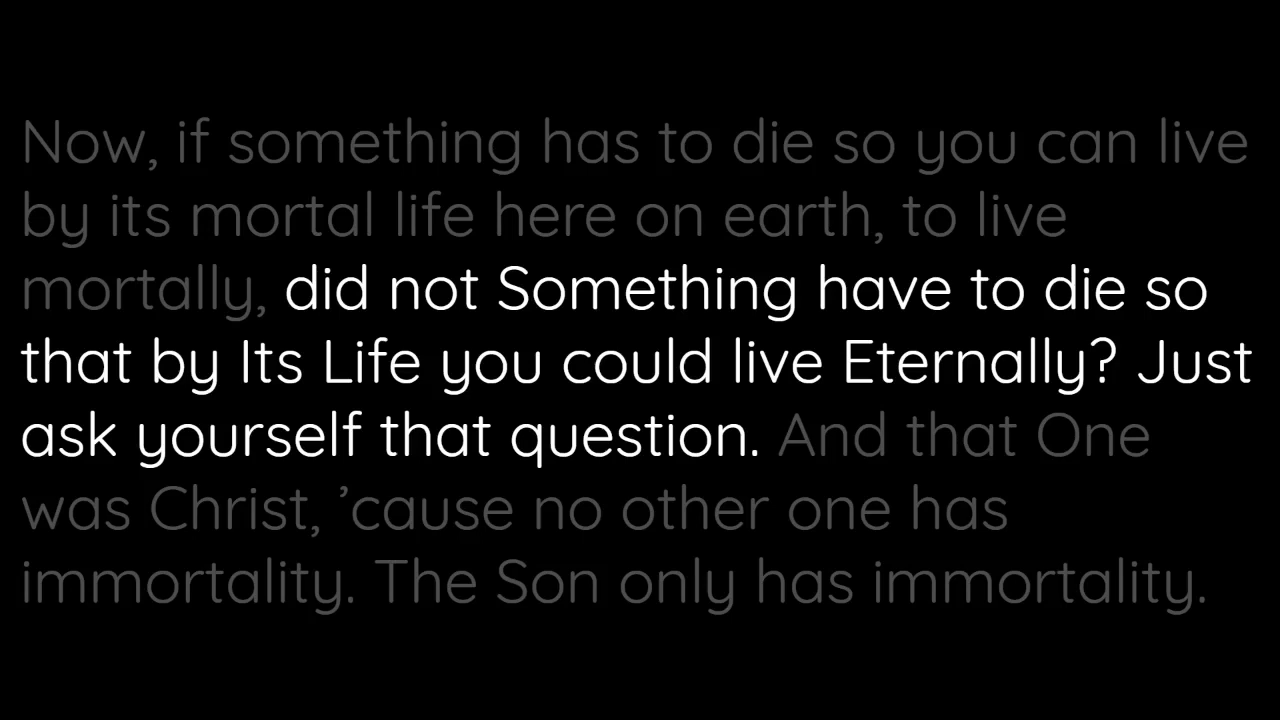 Now, if something has to die so you can live
by its mortal life here on earth, to live
mortally, did not Something have to die so
that by Its Life you could live Eternally? Just
ask yourself that question. And that One
was Christ, ’cause no other one has
immortality. The Son only has immortality.